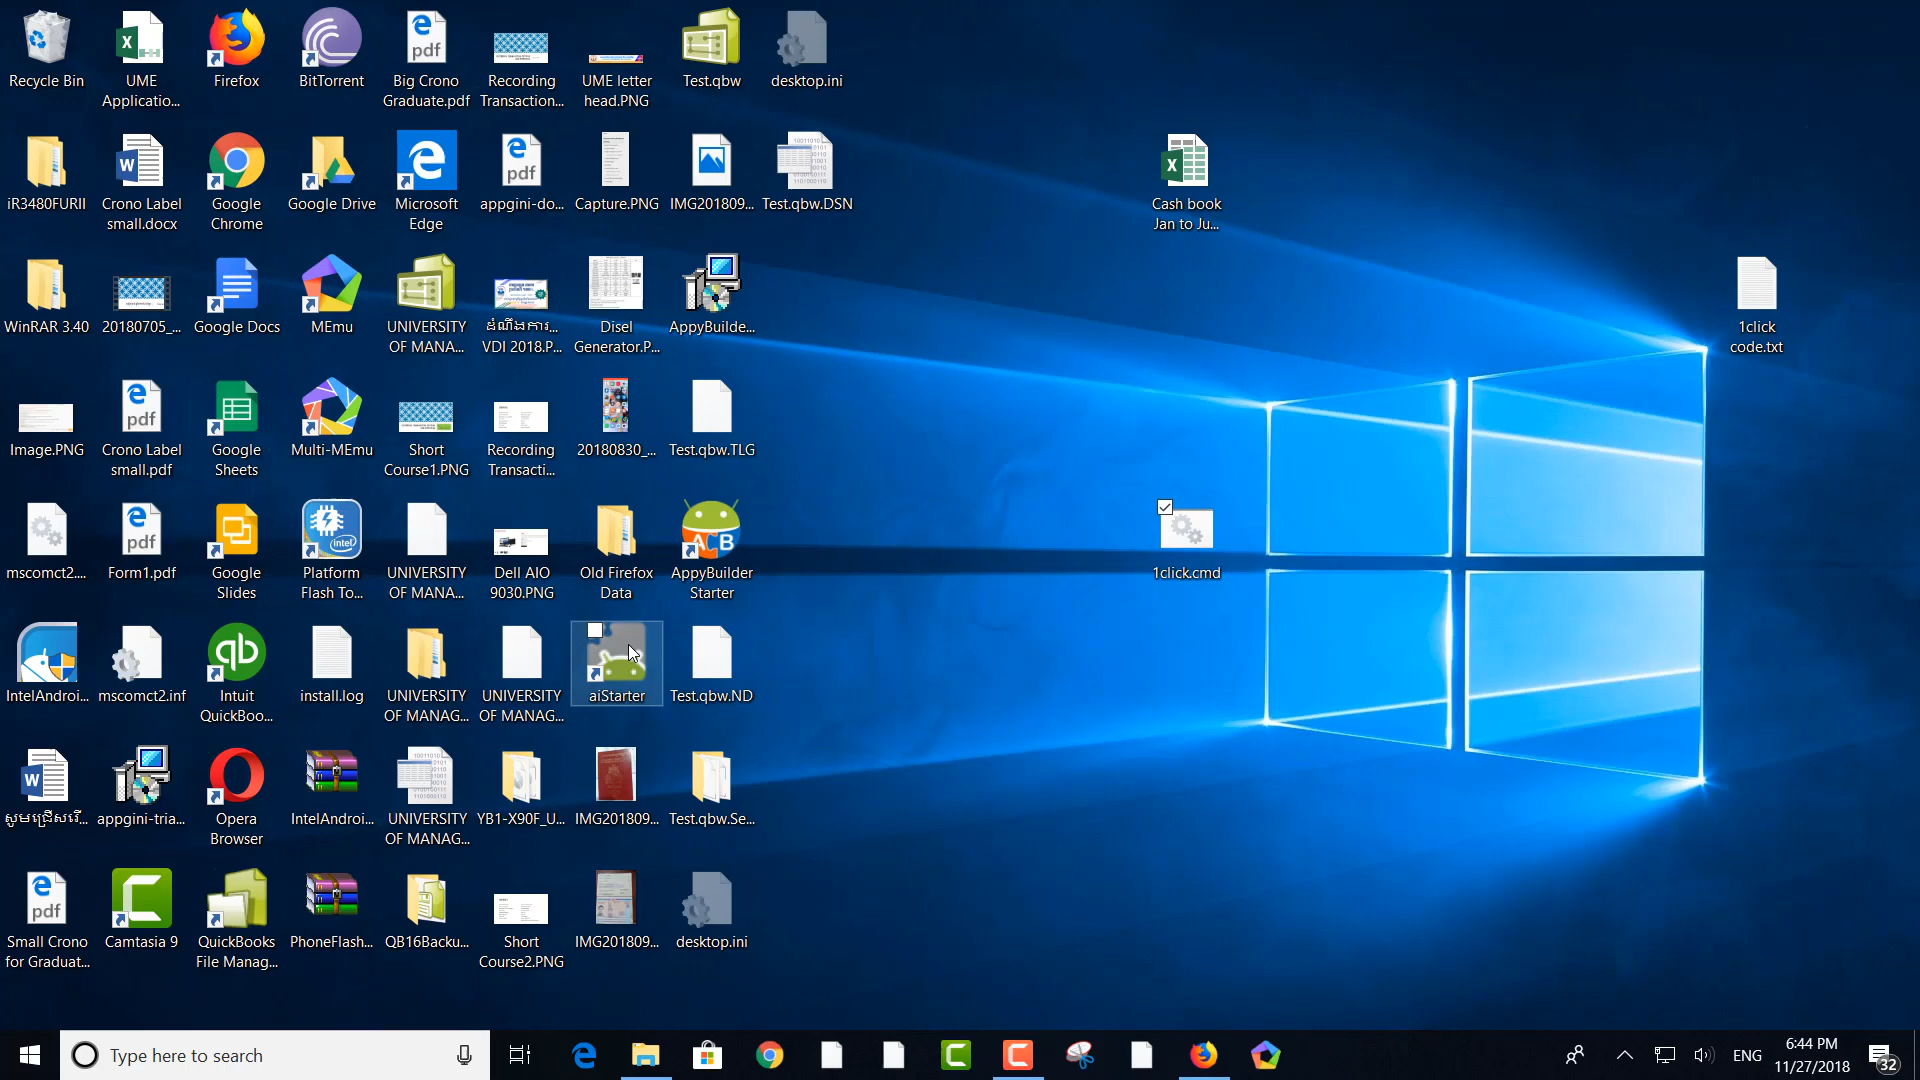 Recycle Bin
UME
Applicatio...
Firefox
BitTorrent
Big Crono
Graduate.pdf
Recording
Transaction...
UME letter
head.PNG
Test.qbw
desktop.ini
iR3480FURII
Crono Label
small.docx
Google
Chrome
Google Drive
Microsoft
Edge
appgini-do...
Capture.PNG
IMG201809...
Test.qbw.DSN
Cash book
Jan to Ju...
WinRAR 3.40
20180705_...
Google Docs
MEmu
UNIVERSITY
OF MANA...
ដំណឹងការ...
VDI 2018.P...
Disel
Generator.P...
AppyBuilde...
1click
code.txt
Image.PNG
Crono Label
small.pdf
Google
Sheets
Multi-MEmu
Short
Course1.PNG
Recording
Transacti...
20180830_...
Test.qbw.TLG
mscomct2....
Form1.pdf
Google
Slides
Platform
Flash To...
UNIVERSITY
OF MANA...
Dell AIO
9030.PNG
Old Firefox
Data
AppyBuilder
Starter
1click.cmd
IntelAndroi...
mscomct2.inf
Intuit
QuickBoo...
install.log
UNIVERSITY
OF MANAG...
UNIVERSITY
OF MANAG...
aiStarter
Test.qbw.ND
សូមជ្រើសរើ...
appgini-tria...
Opera
Browser
IntelAndroi...
UNIVERSITY
OF MANAG...
YB1-X90F_U...
IMG201809...
Test.qbw.Se...
Small Crono
for Graduat...
Camtasia 9
QuickBooks
File Manag...
PhoneFlash...
QB16Backu...
Short
Course2.PNG
IMG201809...
desktop.ini
Type here to search
ENG
6:44 PM
11/27/2018
32